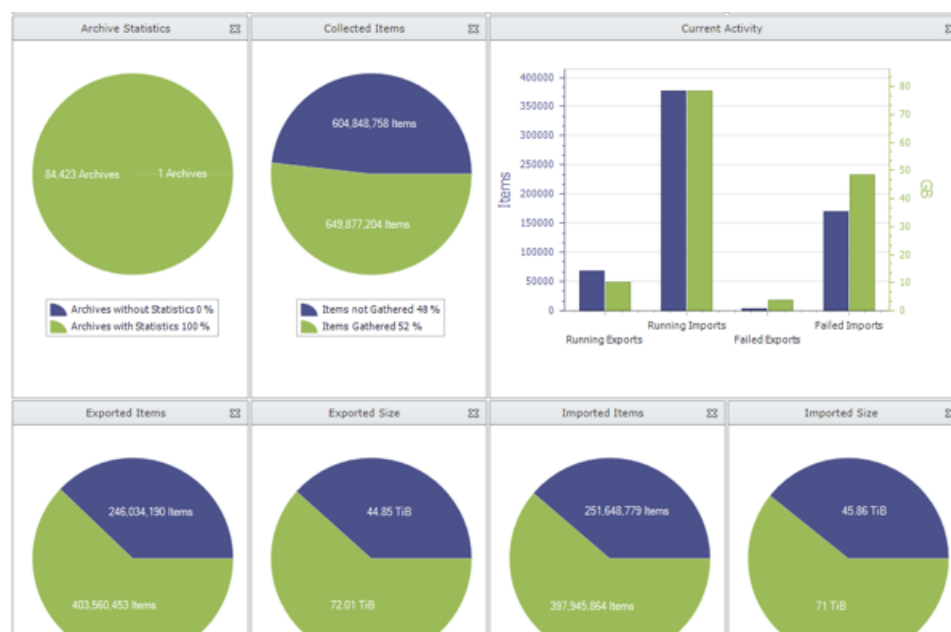 Archive Statistics
84,423 Archives
1 Archives
Archives without Statistics 0 %
Archives with Statistics 100 %
Collected Items
604,848,758 Items
649,877,204 Items
Items not Gathered 48 %
Items Gathered 52 %
Current Activity
400000
350000
300000
250000
200000
150000
100000
50000
0
Items
80
70
60
50
40
30
20
10
0
GB
Running Exports
Running Imports
Failed Exports
Failed Imports
Exported Items
246,034,190 Items
403,560,453 Items
Exported Size
44.85 TiB
72.01 TiB
Imported Items
251,648,779 Items
397,945,864 Items
Imported Size
45.86 TiB
71 TiB